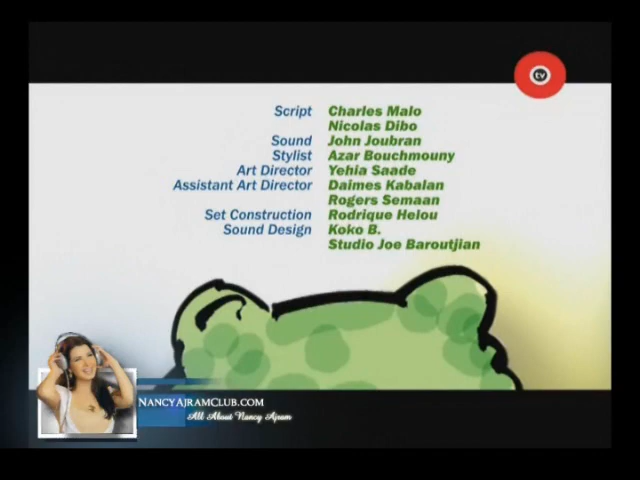 tv
Script Charles Malo
Nicolas Dibo
Sound John Joubran
Stylist Azar Bouchmouny
Art Director Yehia Saade
Assistant Art Director Daimes Kabalan
Rogers Semaan
Set Construction Rodrique Helou
Sound Design Koko B.
Studio Joe Baroutjian
NancyAjramClub.com
All About Nancy Ajram